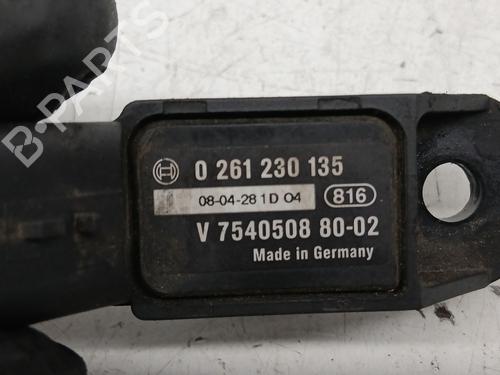 B-PARTS
0 261 230 135
08-04-28 1D 04
816
V 7540508 80-02
Made in Germany